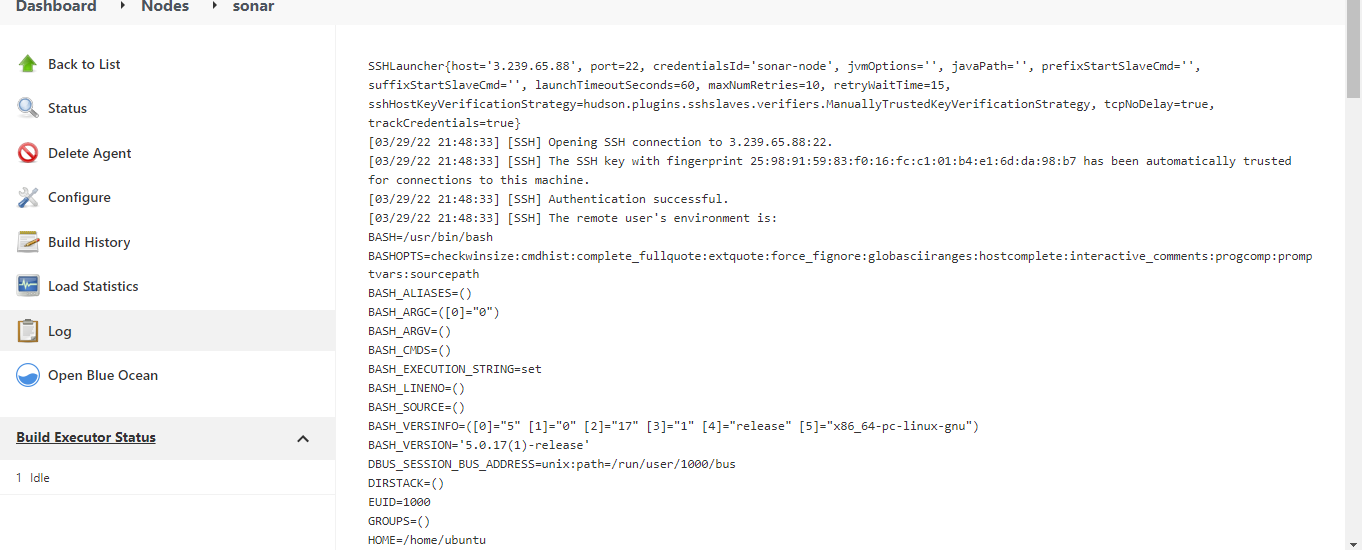 Dashboard ‣ Nodes ‣ sonar
Back to List
Status
Delete Agent
Configure
Build History
Load Statistics
Log
Open Blue Ocean
Build Executor Status
1 Idle
SSHLauncher{host='3.239.65.88', port=22, credentialsId='sonar-node', jvmOptions='', javaPath='', prefixStartSlaveCmd='',
suffixStartSlaveCmd='', launchTimeoutSeconds=60, maxNumRetries=10, retryWaitTime=15,
sshHostKeyVerificationStrategy=hudson.plugins.sshslaves.verifiers.ManuallyTrustedKeyVerificationStrategy, tcpNoDelay=true,
trackCredentials=true}
[03/29/22 21:48:33] [SSH] Opening SSH connection to 3.239.65.88:22.
[03/29/22 21:48:33] [SSH] The SSH key with fingerprint 25:98:91:59:83:f0:16:fc:c1:01:b4:e1:6d:da:98:b7 has been automatically trusted
for connections to this machine.
[03/29/22 21:48:33] [SSH] Authentication successful.
[03/29/22 21:48:33] [SSH] The remote user's environment is:
BASH=/usr/bin/bash
BASHOPTS=checkwinsize:cmdhist:complete_fullquote:extquote:force_fignore:globasciiranges:hostcomplete:interactive_comments:progcomp:promp
tvars:sourcepath
BASH_ALIASES=()
BASH_ARGC=([0]="0")
BASH_ARGV=()
BASH_CMDS=()
BASH_EXECUTION_STRING=set
BASH_LINENO=()
BASH_SOURCE=()
BASH_VERSINFO=([0]="5" [1]="0" [2]="17" [3]="1" [4]="release" [5]="x86_64-pc-linux-gnu")
BASH_VERSION='5.0.17(1)-release'
DBUS_SESSION_BUS_ADDRESS=unix:path=/run/user/1000/bus
DIRSTACK=()
EUID=1000
GROUPS=()
HOME=/home/ubuntu